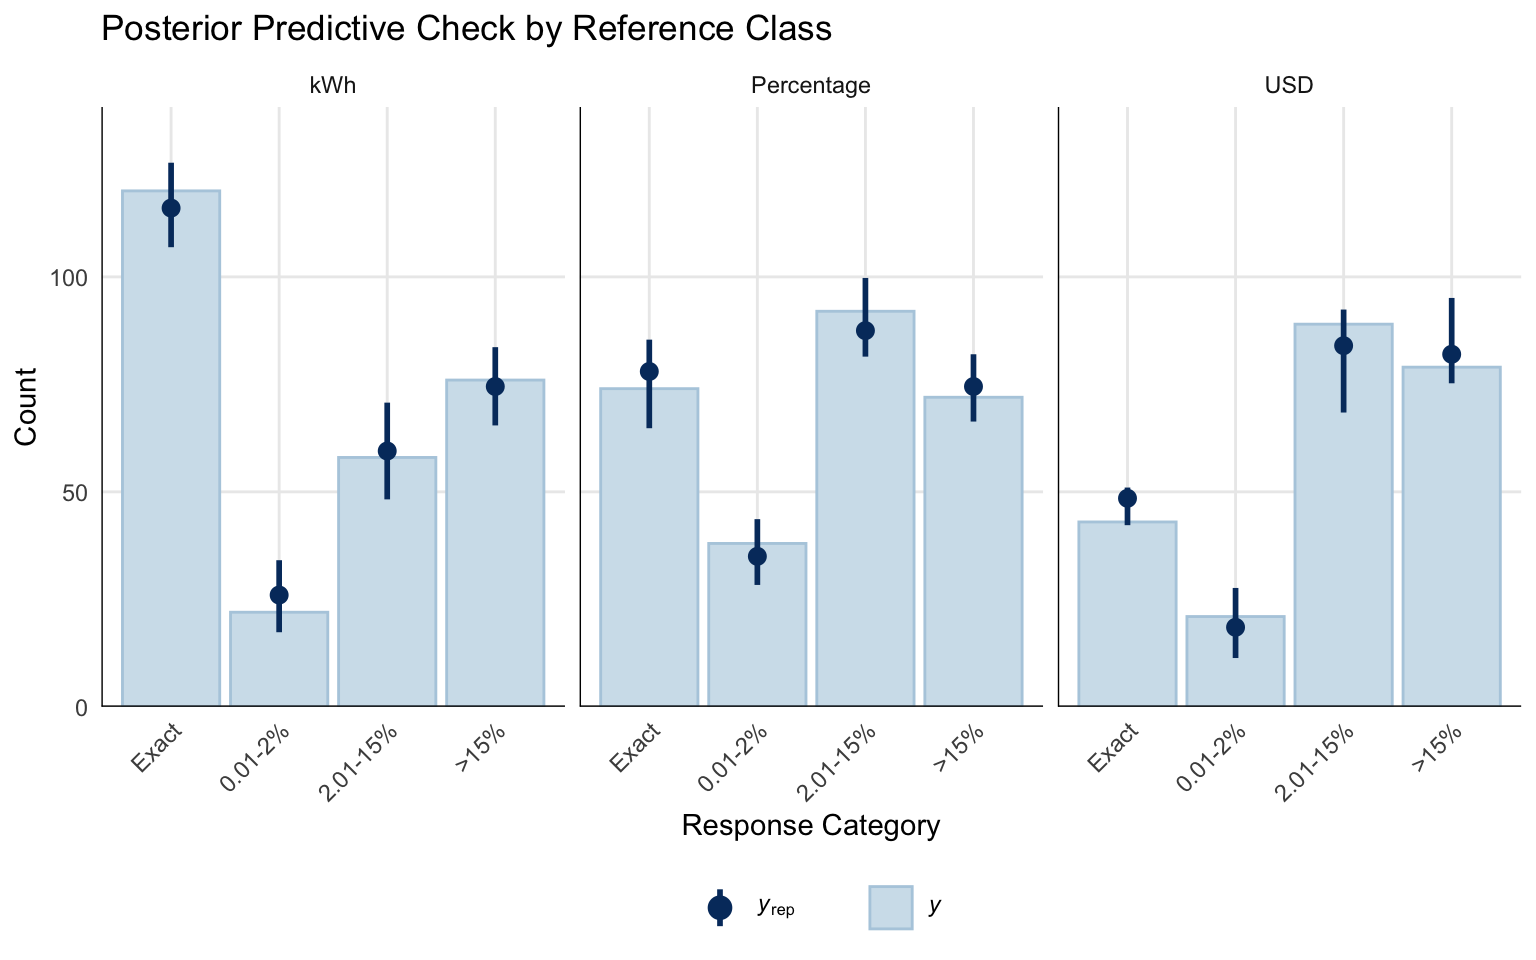 Posterior Predictive Check by Reference Class
kWh
Percentage
USD
Count
100
50
0
Exact
0.01-2%
2.01-15%
>15%
Exact
0.01-2%
2.01-15%
>15%
Exact
0.01-2%
2.01-15%
>15%
Response Category
yrep
y